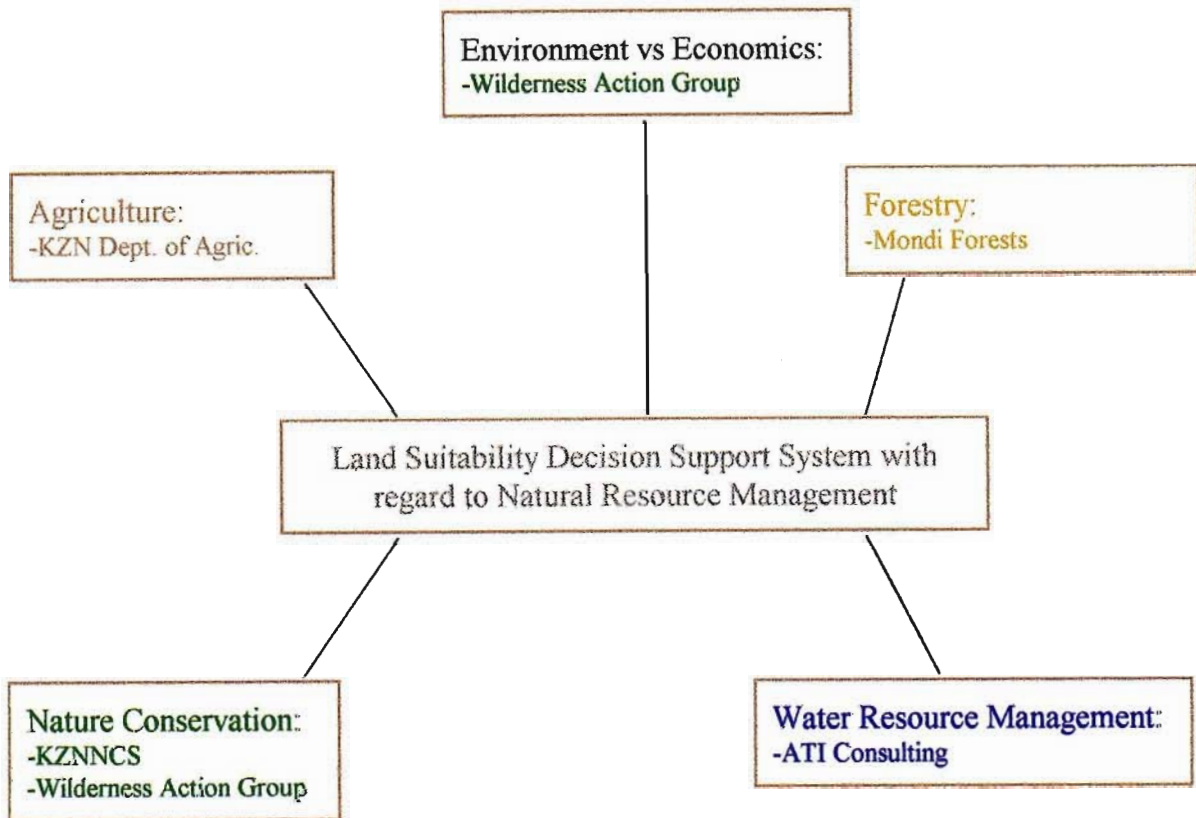 Environment vs Economics:
-Wilderness Action Group
Agriculture:
-KZN Dept. of Agric.
Forestry:
-Mondi Forests
Land Suitability Decision Support System with
regard to Natural Resource Management
Nature Conservation:
-KZNNCS
-Wilderness Action Group
Water Resource Management:
-ATI Consulting